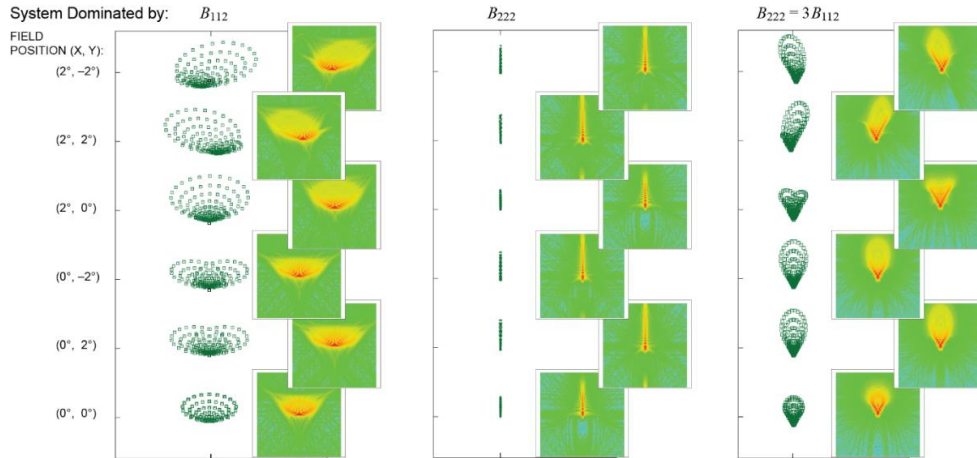 System Dominated by: B₁₁₂ B₂₂₂ B₂₂₂ = 3B₁₁₂
FIELD
POSITION (X, Y):
(2°, –2°)
(2°, 2°)
(2°, 0°)
(0°, –2°)
(0°, 2°)
(0°, 0°)